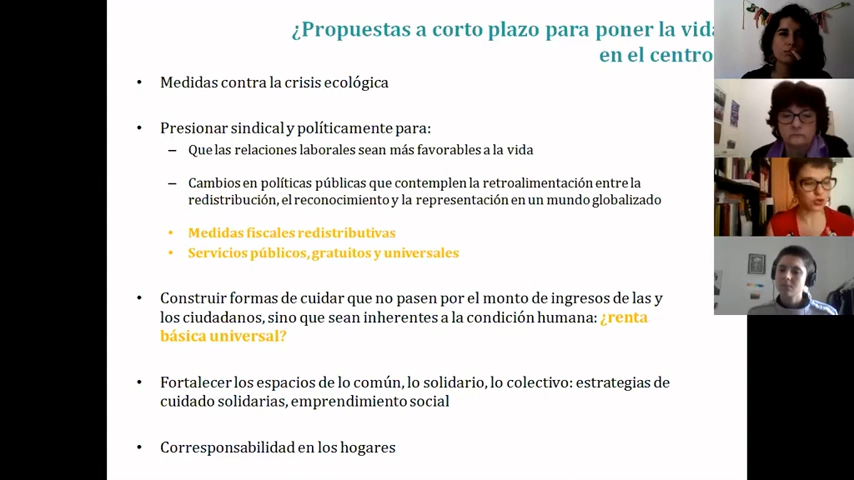 ¿Propuestas a corto plazo para poner la vida
en el centro
• Medidas contra la crisis ecológica
• Presionar sindical y políticamente para:
– Que las relaciones laborales sean más favorables a la vida
– Cambios en políticas públicas que contemplen la retroalimentación entre la
redistribución, el reconocimiento y la representación en un mundo globalizado
• Medidas fiscales redistributivas
• Servicios públicos, gratuitos y universales
• Construir formas de cuidar que no pasen por el monto de ingresos de las y
los ciudadanos, sino que sean inherentes a la condición humana: ¿renta
básica universal?
• Fortalecer los espacios de lo común, lo solidario, lo colectivo: estrategias de
cuidado solidarias, emprendimiento social
• Corresponsabilidad en los hogares